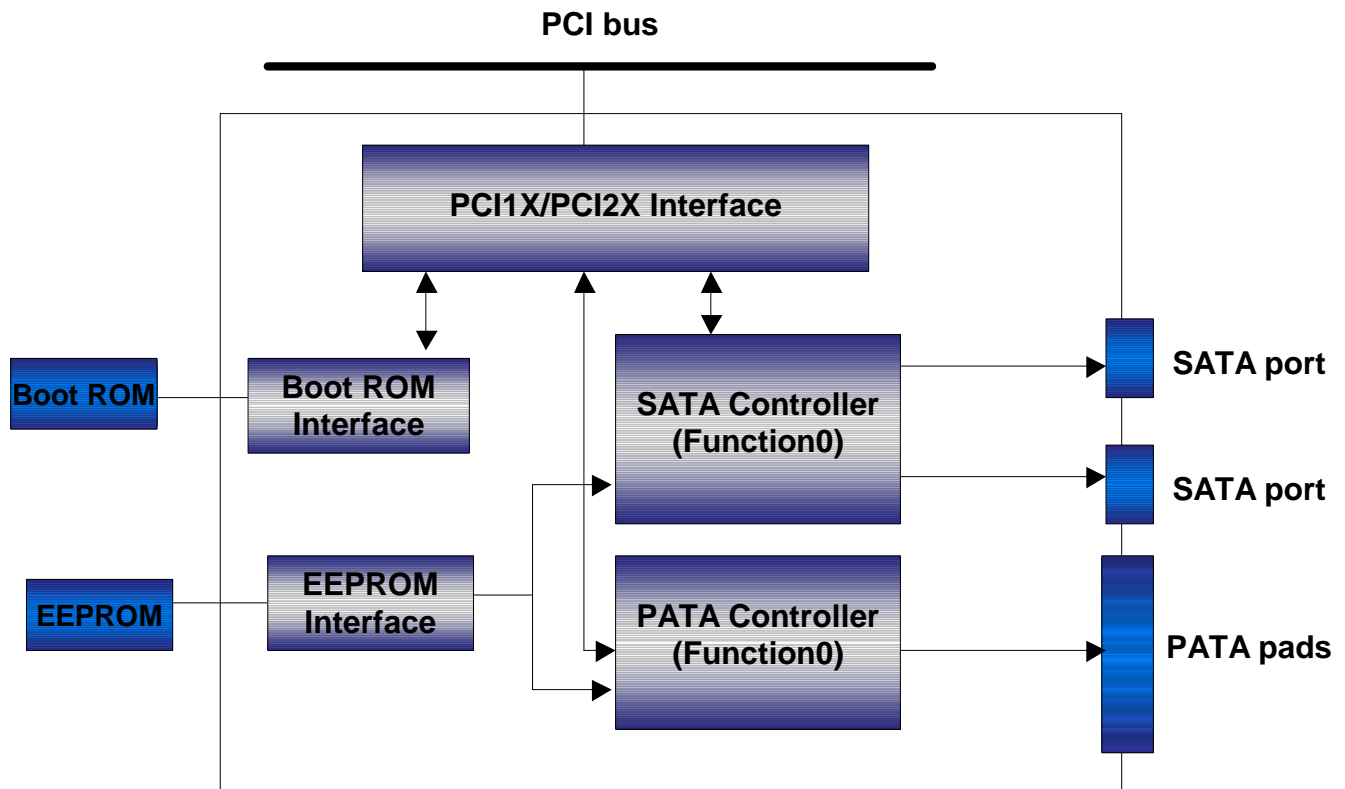 PCI bus
PCI1X/PCI2X Interface
Boot ROM
Boot ROM
Interface
SATA Controller
(Function0)
SATA port
SATA port
EEPROM
EEPROM
Interface
PATA Controller
(Function0)
PATA pads